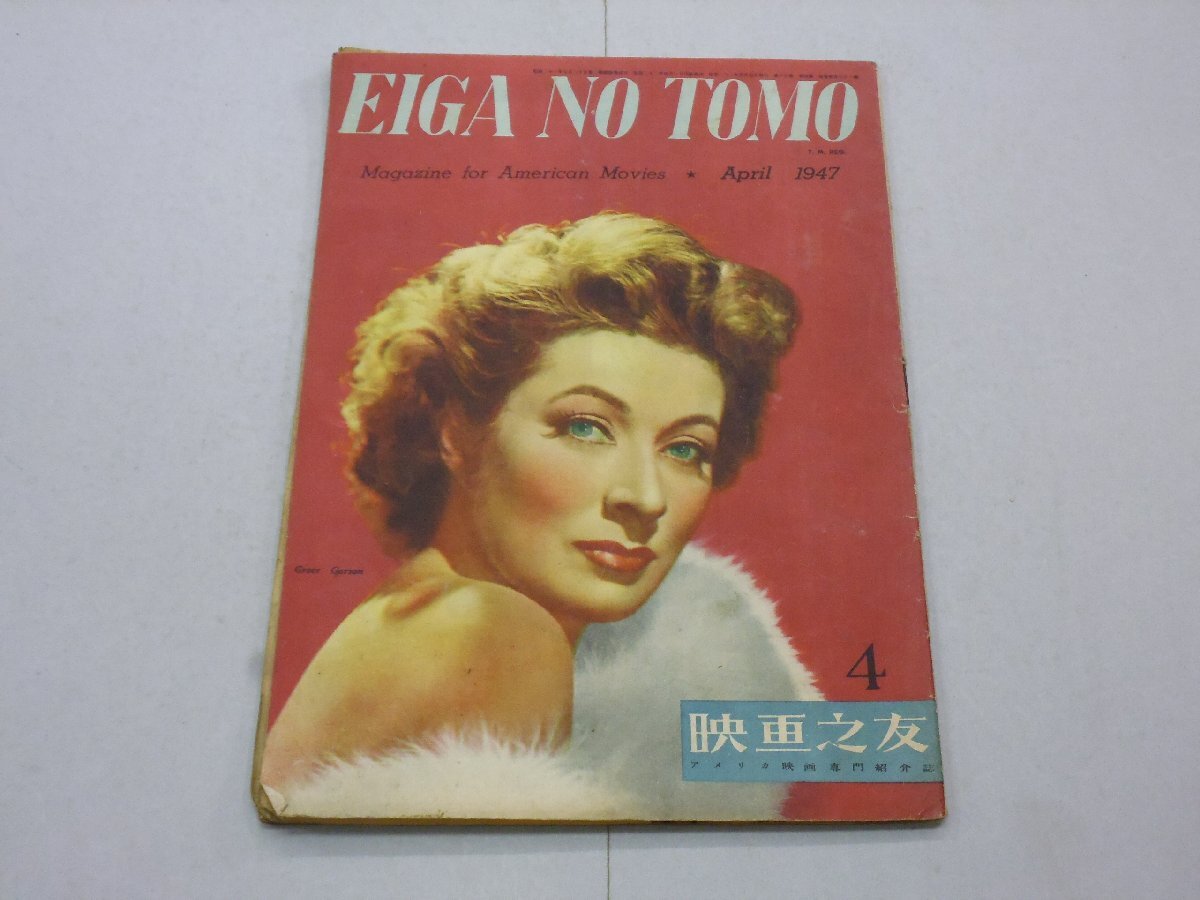 EIGA NO TOMO
T. M. REG.
Magazine for American Movies ★ April 1947
Greer Garson
4
映画之友
アメリカ映画専門紹介誌